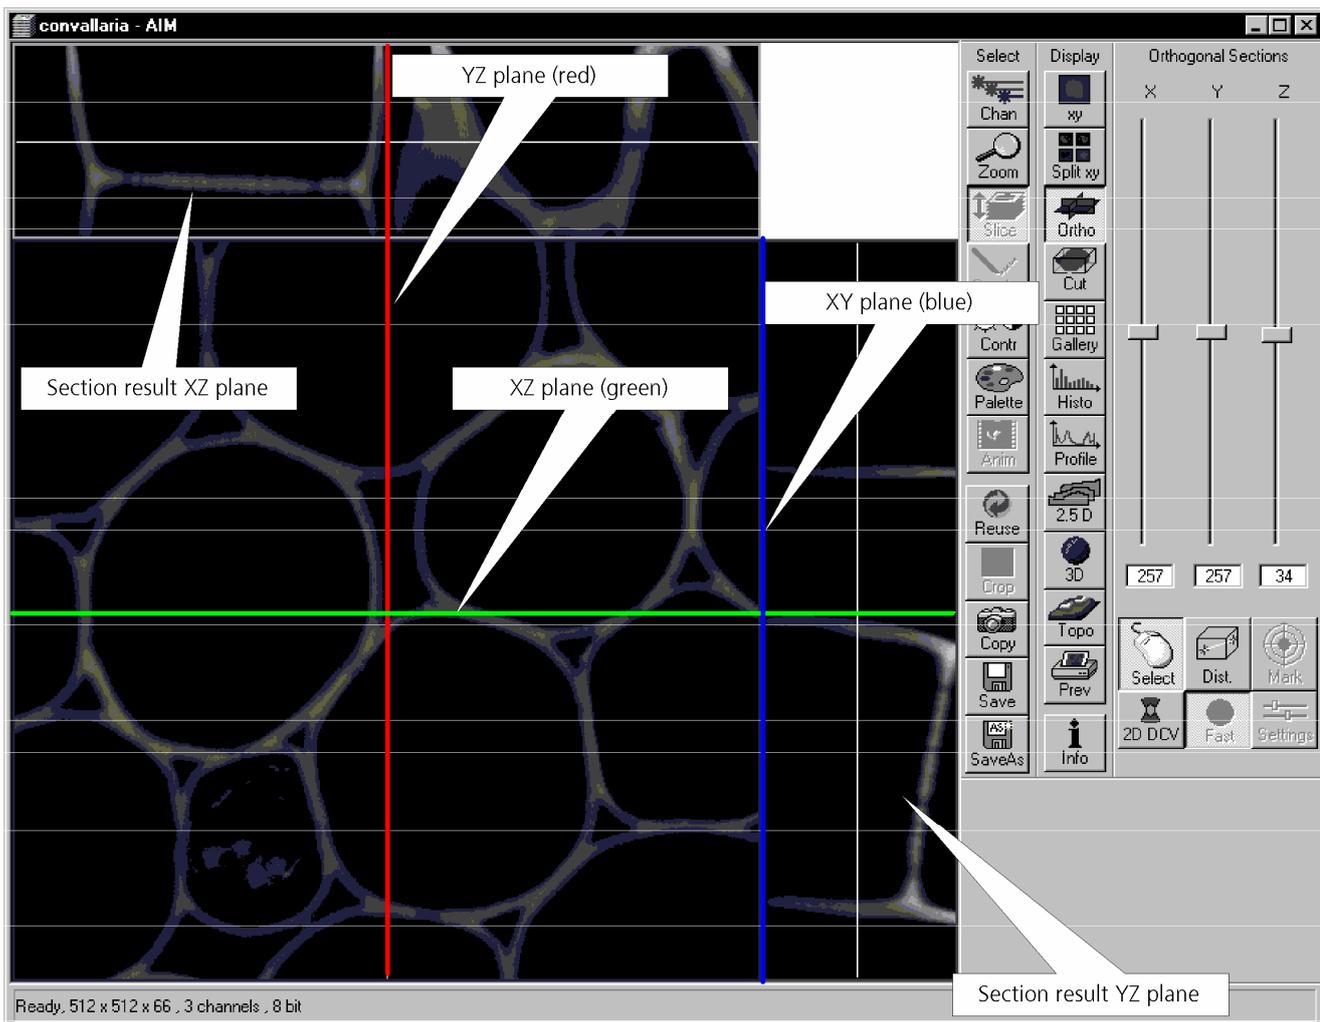 convallaria - AIM
YZ plane (red)
XY plane (blue)
Section result XZ plane
XZ plane (green)
Section result YZ plane
Select
Chan
Zoom
Slice
Contr
Palette
Anim
Reuse
Crop
Copy
Save
AS
SaveAs
Display
xy
Split xy
Ortho
Cut
Gallery
Histo
Profile
2.5 D
3D
Topo
Prev
Info
Orthogonal Sections
X Y Z
257 257 34
Select Dist. Mark
2D DCV Fast Settings
Ready, 512 x 512 x 66 , 3 channels , 8 bit